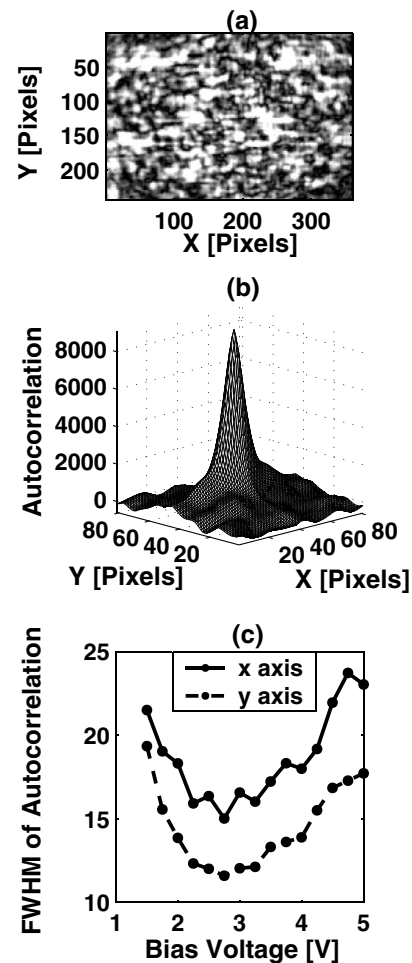 (a)
Y [Pixels]
50
100
150
200
100 200 300
X [Pixels]
(b)
Autocorrelation
8000
6000
4000
2000
0
80 60 40 20
20 40 60 80
Y [Pixels]
X [Pixels]
(c)
FWHM of Autocorrelation
25
20
15
10
x axis
y axis
1 2 3 4 5
Bias Voltage [V]